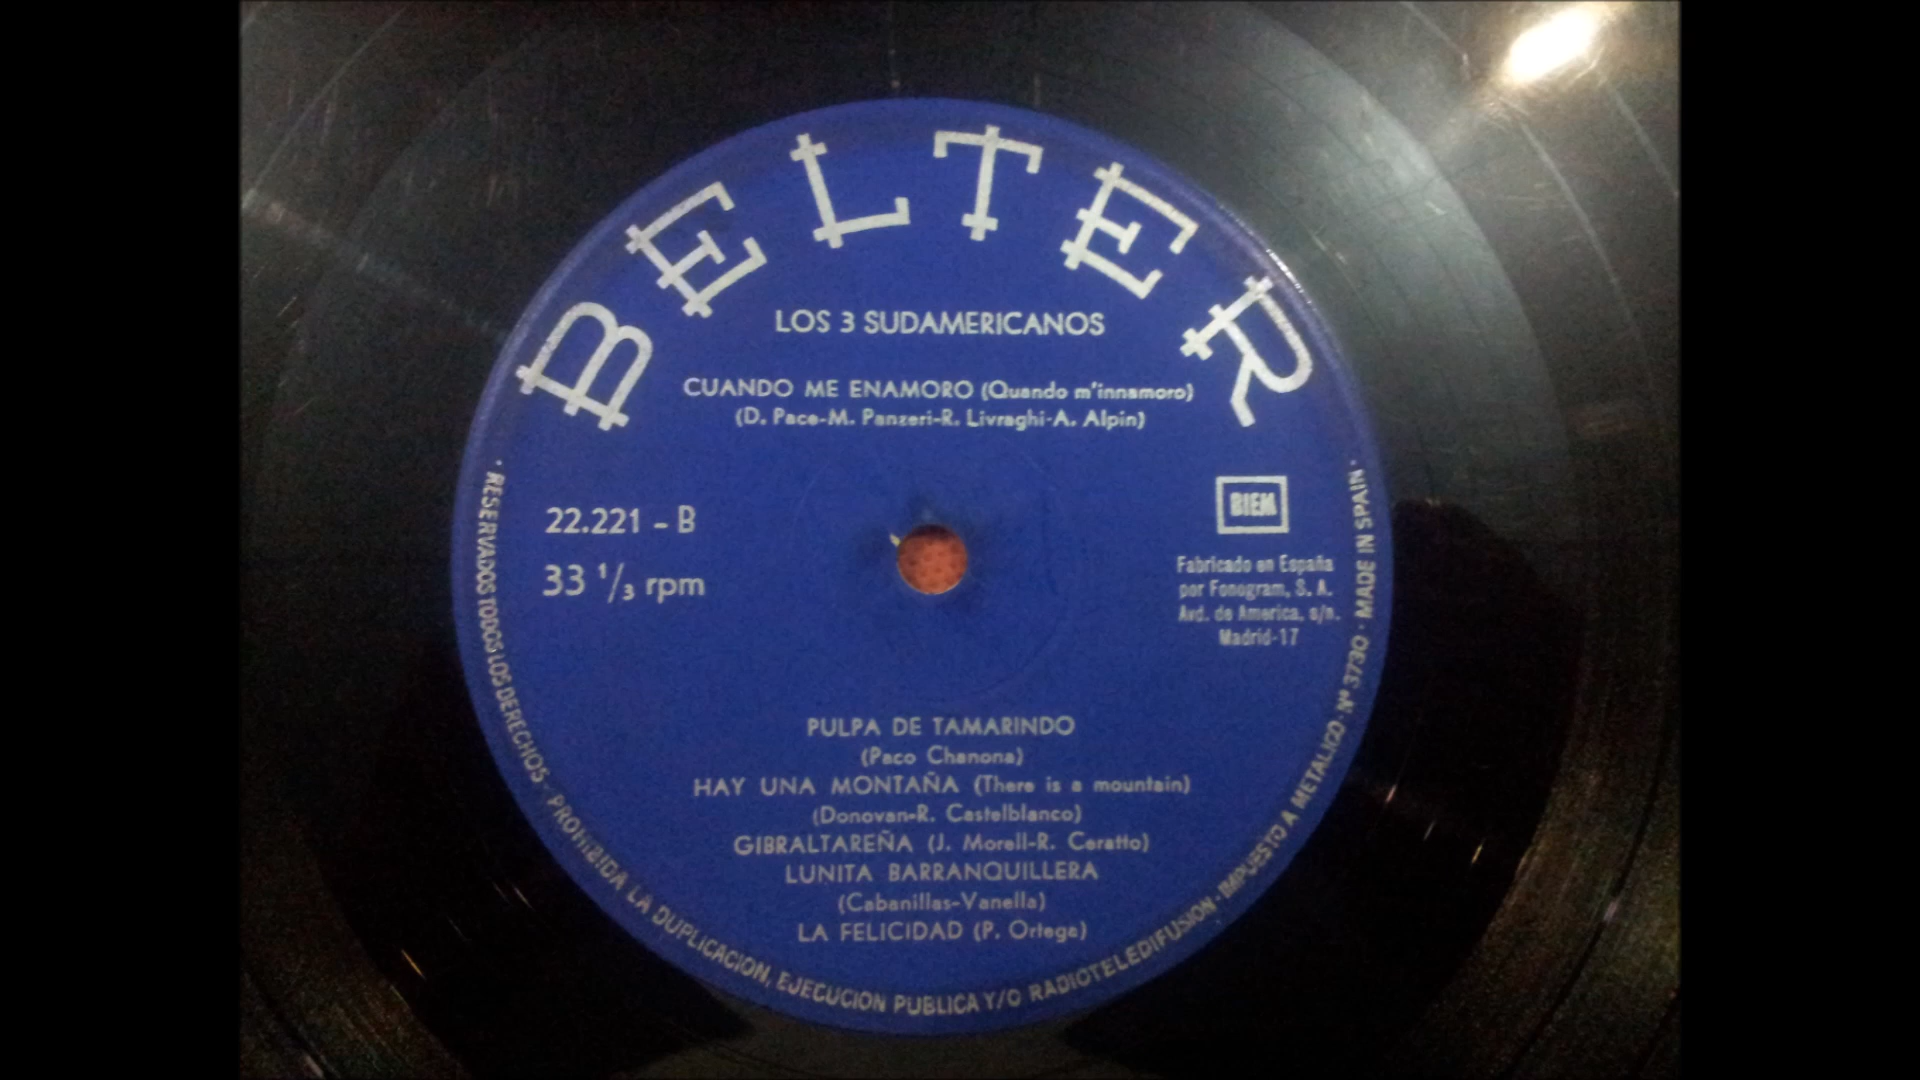 BELTER
LOS 3 SUDAMERICANOS
CUANDO ME ENAMORO (Quando m'innamoro)
(D. Pace-M. Panzeri-R. Livraghi-A. Alpin)
22.221 - B
33 1/3 rpm
BIEM
Fabricado en España
por Fonogram, S. A.
Avd. de America, s/n.
Madrid-17
PULPA DE TAMARINDO
(Paco Chanona)
HAY UNA MONTAÑA (There is a mountain)
(Donovan-R. Castelblanco)
GIBRALTAREÑA (J. Morell-R. Ceratto)
LUNITA BARRANQUILLERA
(Cabanillas-Vanella)
LA FELICIDAD (P. Ortega)
· RESERVADOS TODOS LOS DERECHOS · PROHIBIDA LA DUPLICACION, EJECUCION PUBLICA Y/O RADIOTELEDIFUSION · IMPUESTO A METALICO · Nº 3730 · MADE IN SPAIN ·